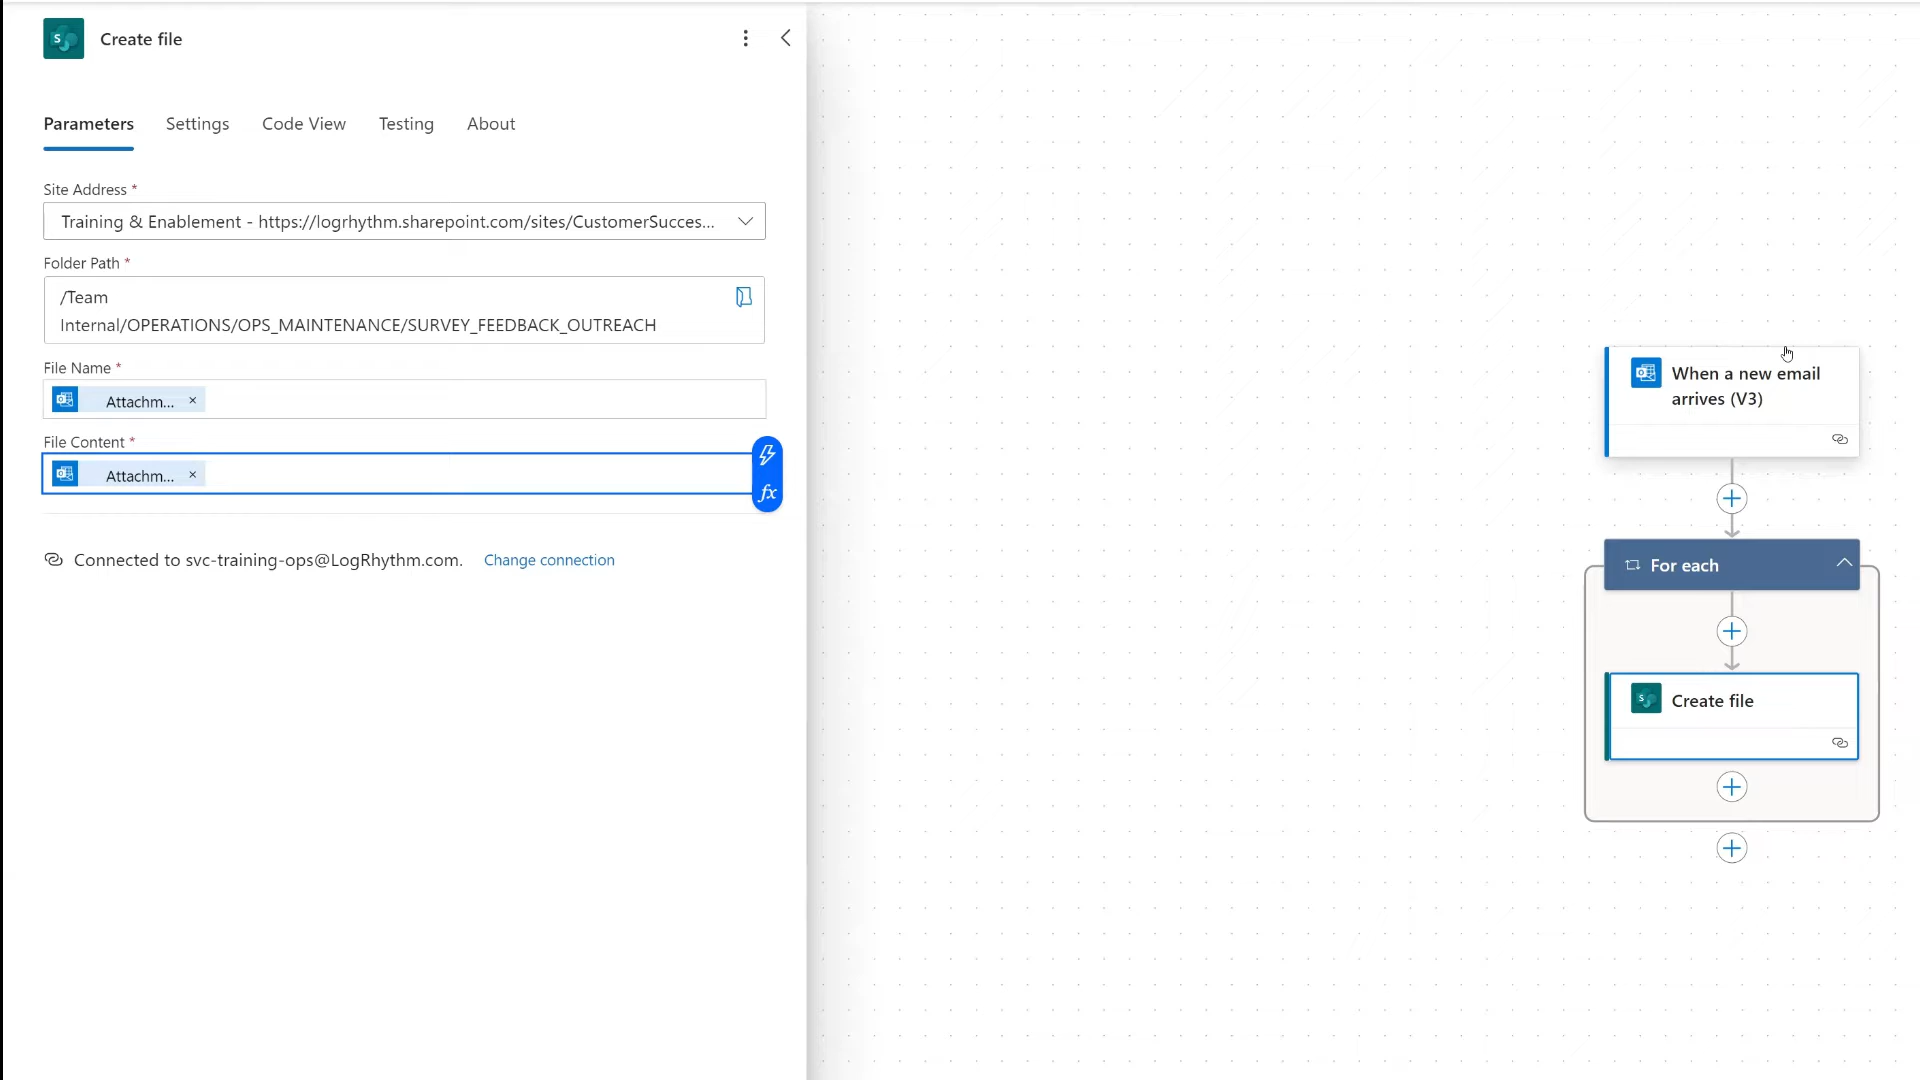 Create file
Parameters
Settings
Code View
Testing
About
Site Address *
Training & Enablement - https://logrhythm.sharepoint.com/sites/CustomerSucces...
Folder Path *
/Team
Internal/OPERATIONS/OPS_MAINTENANCE/SURVEY_FEEDBACK_OUTREACH
File Name *
Attachm... ×
File Content *
Attachm... ×
fx
Connected to svc-training-ops@LogRhythm.com. Change connection
When a new email
arrives (V3)
For each
Create file